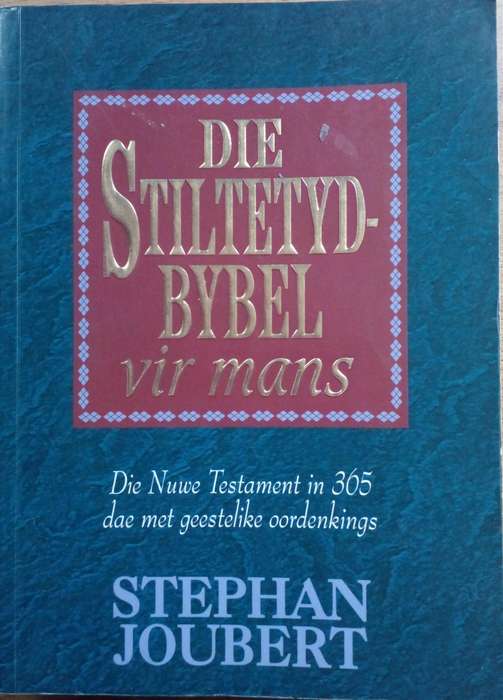 DIE
STILTETYD-
BYBEL
vir mans
Die Nuwe Testament in 365
dae met geestelike oordenkings
STEPHAN
JOUBERT